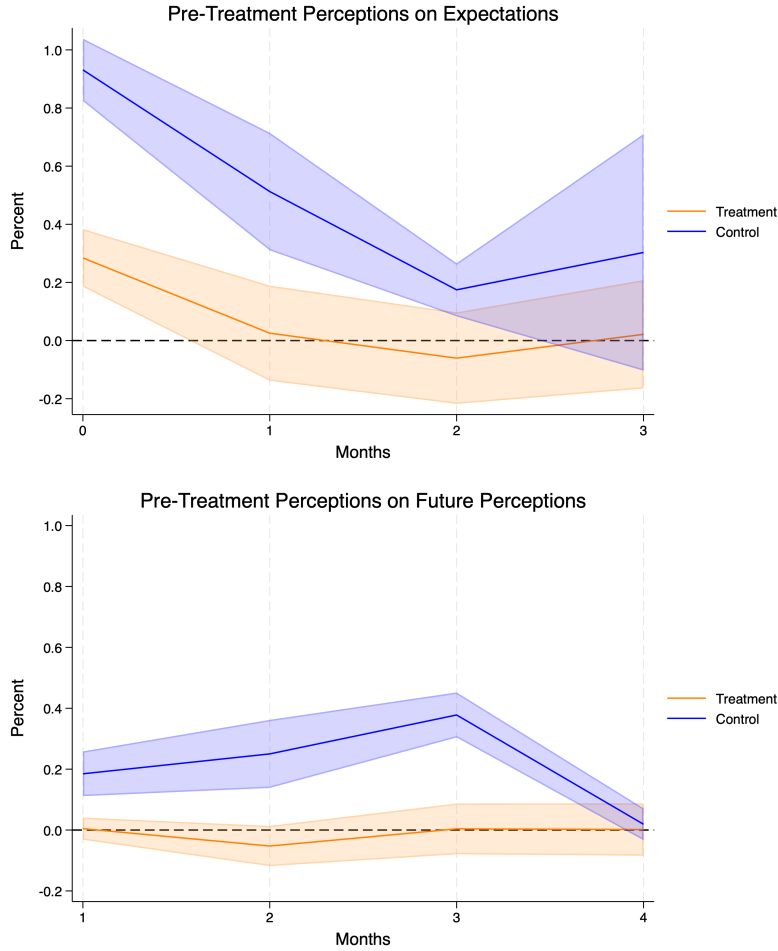 Pre-Treatment Perceptions on Expectations
1.0
0.8
0.6
0.4
0.2
0.0
-0.2
Percent
0 1 2 3
Months
Treatment
Control
Pre-Treatment Perceptions on Future Perceptions
1.0
0.8
0.6
0.4
0.2
0.0
-0.2
Percent
1 2 3 4
Months
Treatment
Control